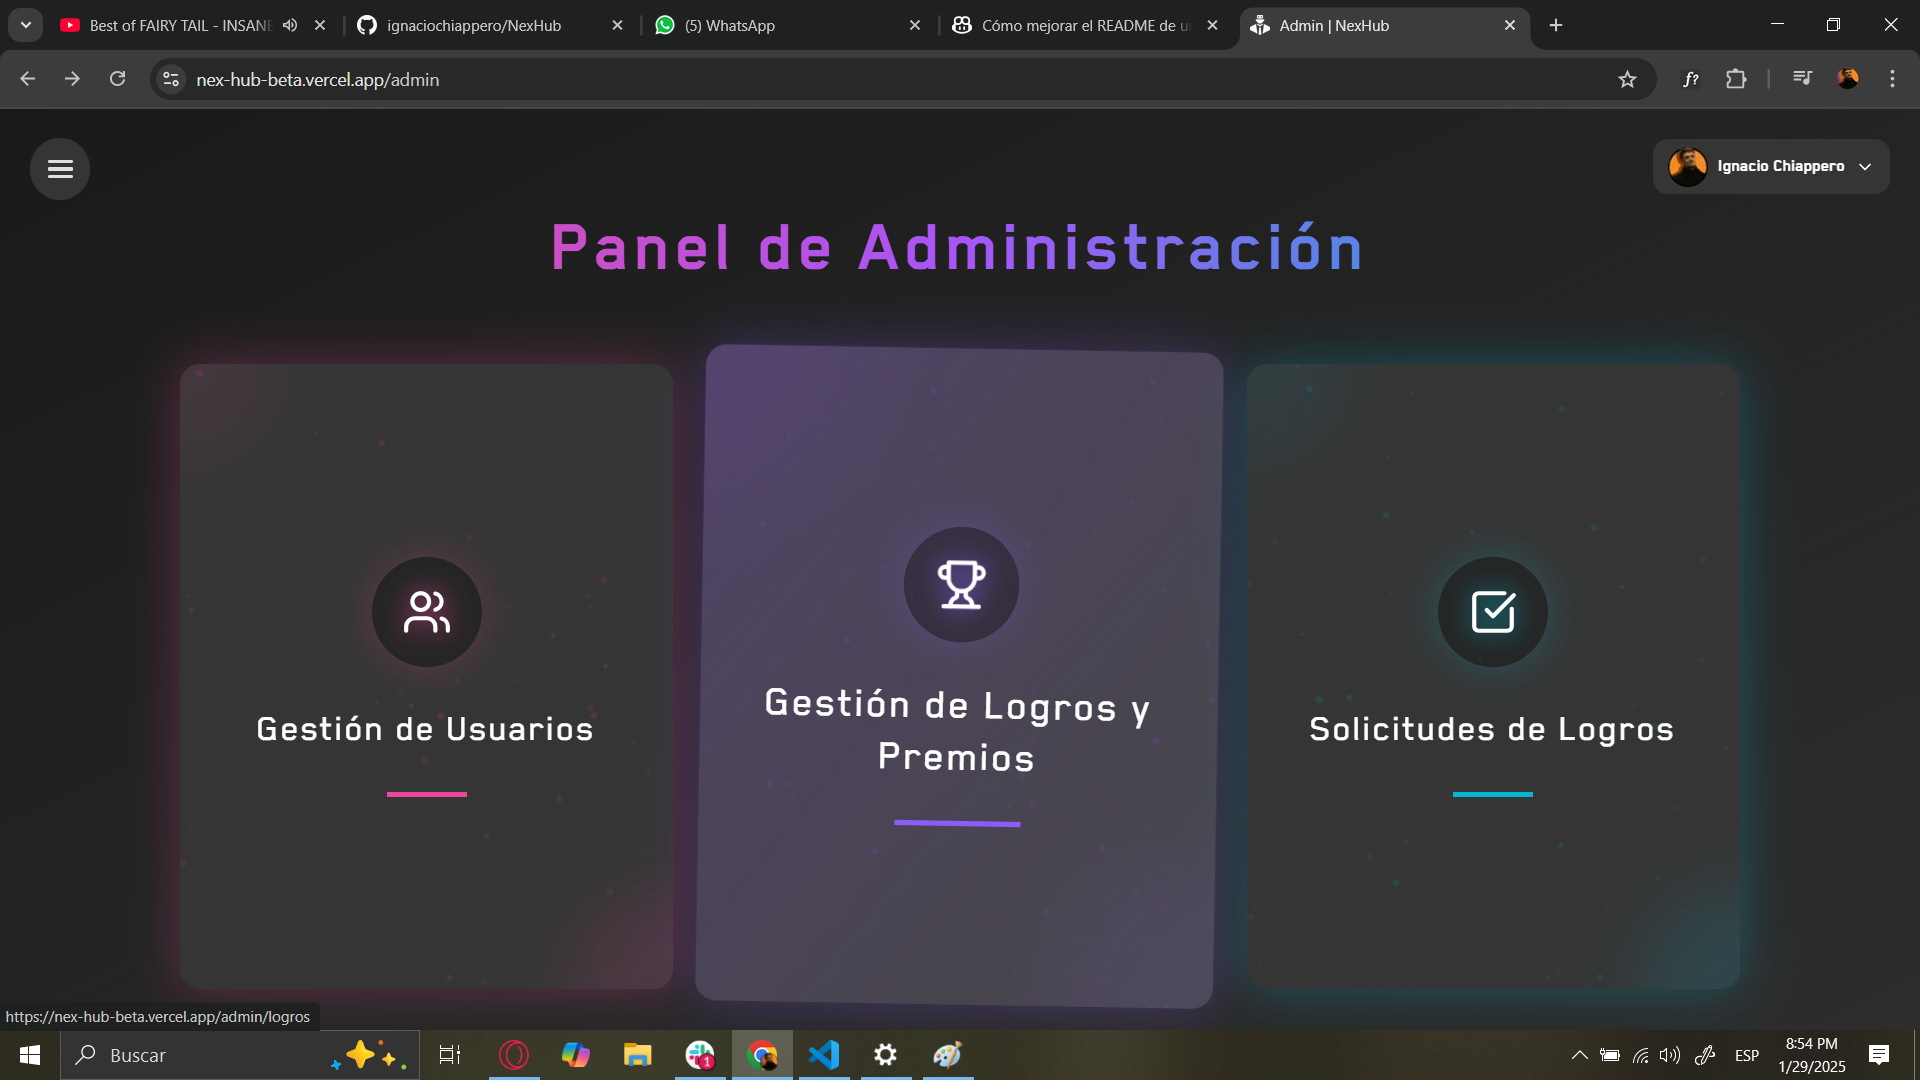 Best of FAIRY TAIL - INSANE
ignaciochiappero/NexHub
(5) WhatsApp
Cómo mejorar el README de u
Admin | NexHub
nex-hub-beta.vercel.app/admin
f?
Ignacio Chiappero
Panel de Administración
Gestión de Usuarios
Gestión de Logros y
Premios
Solicitudes de Logros
https://nex-hub-beta.vercel.app/admin/logros
Buscar
1
ESP
8:54 PM
1/29/2025